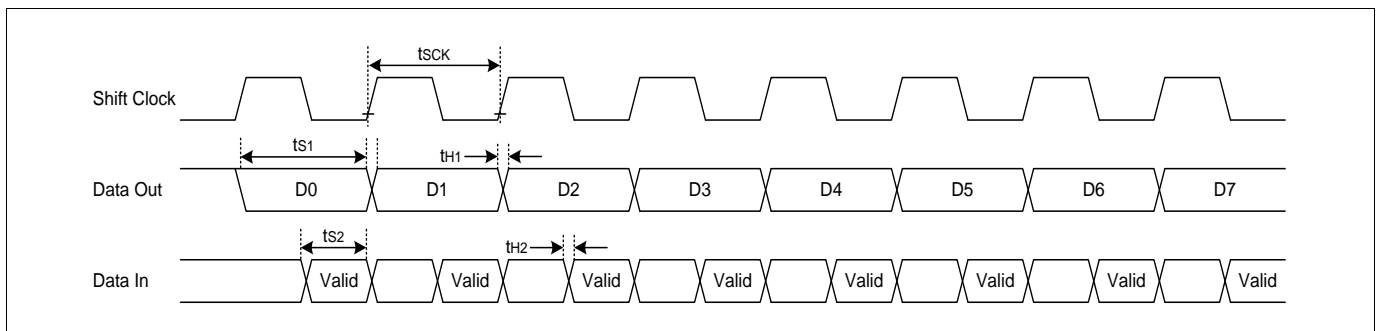 tSCK
Shift Clock
tS1
tH1
Data Out D0 D1 D2 D3 D4 D5 D6 D7
tS2
tH2
Data In Valid Valid Valid Valid Valid Valid Valid Valid